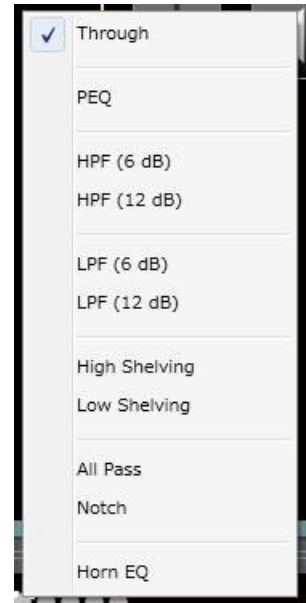 Through
PEQ
HPF (6 dB)
HPF (12 dB)
LPF (6 dB)
LPF (12 dB)
High Shelving
Low Shelving
All Pass
Notch
Horn EQ